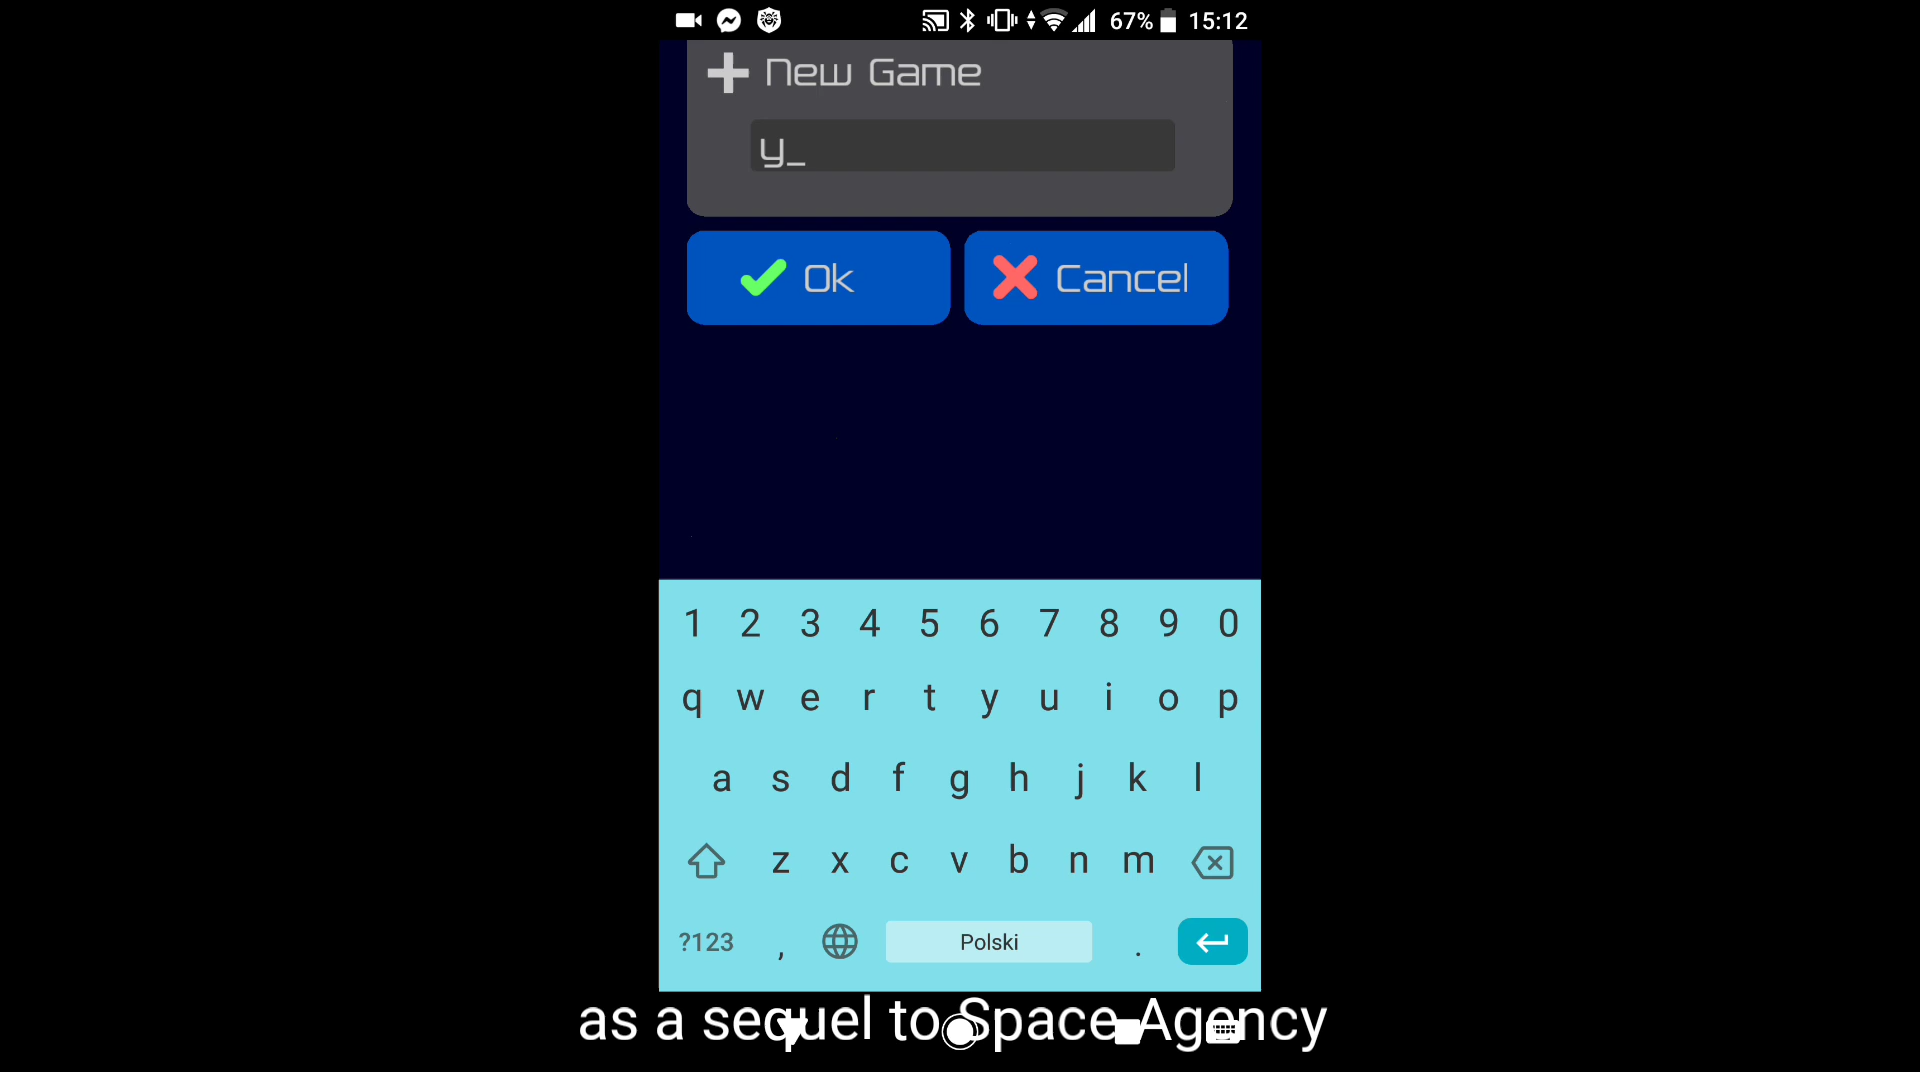 67% 15:12
New Game
y_
Ok
Cancel
1 2 3 4 5 6 7 8 9 0
q w e r t y u i o p
a s d f g h j k l
z x c v b n m
?123 , Polski .
as a sequel to Space Agency